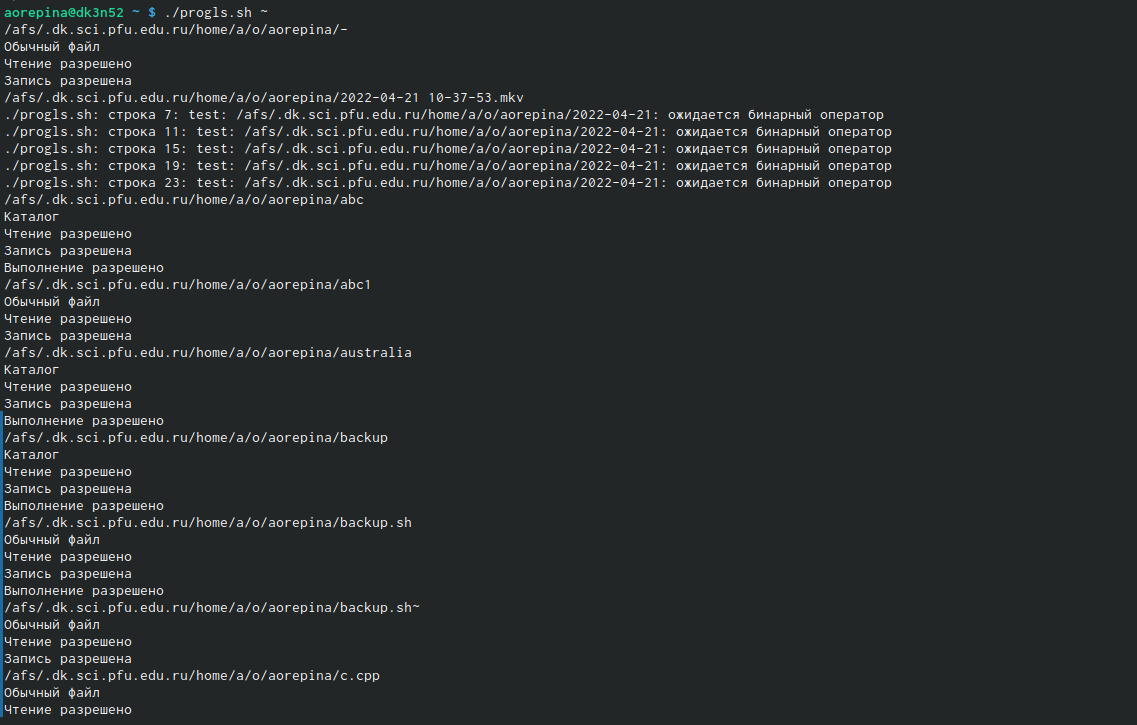 aorepina@dk3n52 ~ $ ./progls.sh ~
/afs/.dk.sci.pfu.edu.ru/home/a/o/aorepina/-
Обычный файл
Чтение разрешено
Запись разрешена
/afs/.dk.sci.pfu.edu.ru/home/a/o/aorepina/2022-04-21 10-37-53.mkv
./progls.sh: строка 7: test: /afs/.dk.sci.pfu.edu.ru/home/a/o/aorepina/2022-04-21: ожидается бинарный оператор
./progls.sh: строка 11: test: /afs/.dk.sci.pfu.edu.ru/home/a/o/aorepina/2022-04-21: ожидается бинарный оператор
./progls.sh: строка 15: test: /afs/.dk.sci.pfu.edu.ru/home/a/o/aorepina/2022-04-21: ожидается бинарный оператор
./progls.sh: строка 19: test: /afs/.dk.sci.pfu.edu.ru/home/a/o/aorepina/2022-04-21: ожидается бинарный оператор
./progls.sh: строка 23: test: /afs/.dk.sci.pfu.edu.ru/home/a/o/aorepina/2022-04-21: ожидается бинарный оператор
/afs/.dk.sci.pfu.edu.ru/home/a/o/aorepina/abc
Каталог
Чтение разрешено
Запись разрешена
Выполнение разрешено
/afs/.dk.sci.pfu.edu.ru/home/a/o/aorepina/abc1
Обычный файл
Чтение разрешено
Запись разрешена
/afs/.dk.sci.pfu.edu.ru/home/a/o/aorepina/australia
Каталог
Чтение разрешено
Запись разрешена
Выполнение разрешено
/afs/.dk.sci.pfu.edu.ru/home/a/o/aorepina/backup
Каталог
Чтение разрешено
Запись разрешена
Выполнение разрешено
/afs/.dk.sci.pfu.edu.ru/home/a/o/aorepina/backup.sh
Обычный файл
Чтение разрешено
Запись разрешена
Выполнение разрешено
/afs/.dk.sci.pfu.edu.ru/home/a/o/aorepina/backup.sh~
Обычный файл
Чтение разрешено
Запись разрешена
/afs/.dk.sci.pfu.edu.ru/home/a/o/aorepina/c.cpp
Обычный файл
Чтение разрешено